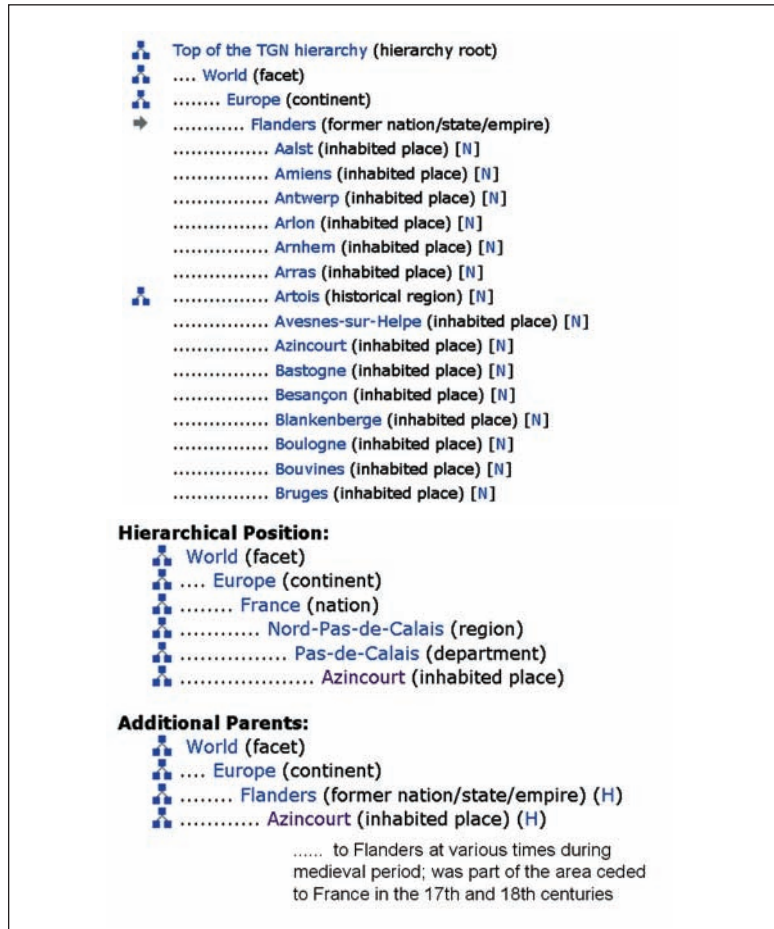 Top of the TGN hierarchy (hierarchy root)
.... World (facet)
........ Europe (continent)
............ Flanders (former nation/state/empire)
................ Aalst (inhabited place) [N]
................ Amiens (inhabited place) [N]
................ Antwerp (inhabited place) [N]
................ Arlon (inhabited place) [N]
................ Arnhem (inhabited place) [N]
................ Arras (inhabited place) [N]
................ Artois (historical region) [N]
................ Avesnes-sur-Helpe (inhabited place) [N]
................ Azincourt (inhabited place) [N]
................ Bastogne (inhabited place) [N]
................ Besançon (inhabited place) [N]
................ Blankenberge (inhabited place) [N]
................ Boulogne (inhabited place) [N]
................ Bouvines (inhabited place) [N]
................ Bruges (inhabited place) [N]
Hierarchical Position:
World (facet)
.... Europe (continent)
........ France (nation)
............ Nord-Pas-de-Calais (region)
................ Pas-de-Calais (department)
.................... Azincourt (inhabited place)
Additional Parents:
World (facet)
.... Europe (continent)
........ Flanders (former nation/state/empire) (H)
............ Azincourt (inhabited place) (H)
...... to Flanders at various times during
medieval period; was part of the area ceded
to France in the 17th and 18th centuries